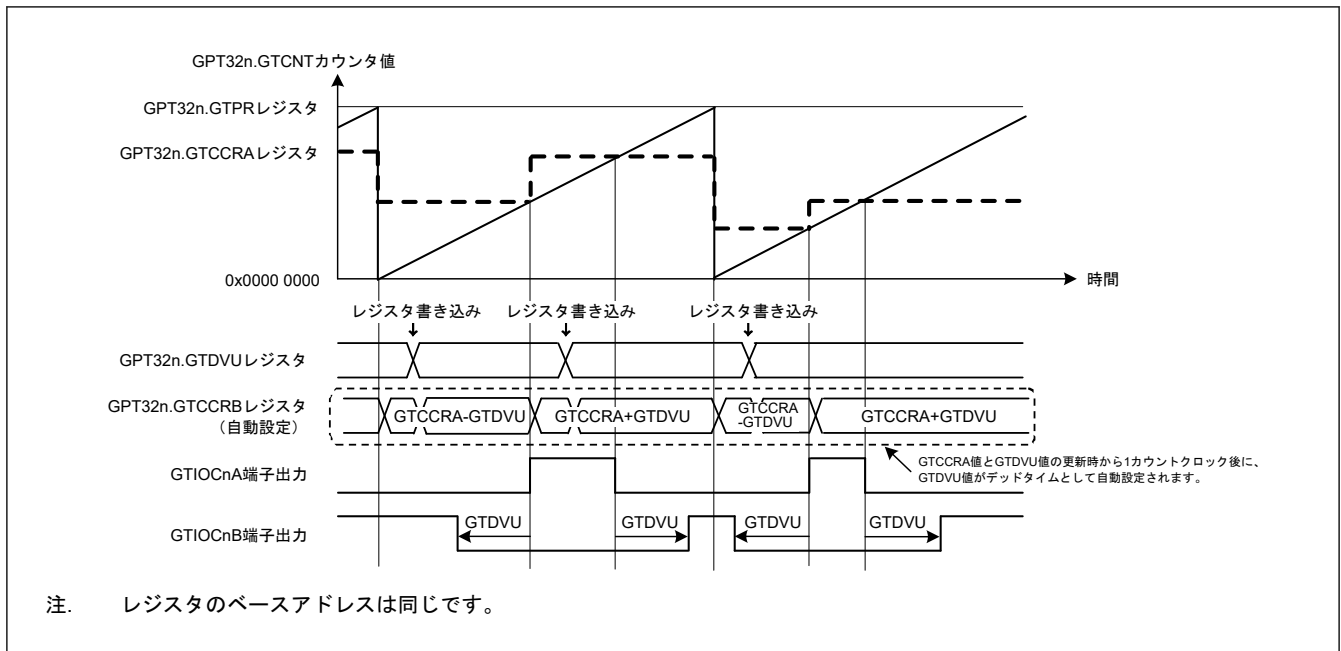 GPT32n.GTCNTカウンタ値
GPT32n.GTPRレジスタ
GPT32n.GTCCRAレジスタ
0x0000 0000
時間
レジスタ書き込み レジスタ書き込み レジスタ書き込み
GPT32n.GTDVUレジスタ
GPT32n.GTCCRBレジスタ
（自動設定）
GTCCRA-GTDVU GTCCRA+GTDVU GTCCRA
-GTDVU
GTCCRA+GTDVU
GTCCRA値とGTDVU値の更新時から1カウントクロック後に、
GTDVU値がデッドタイムとして自動設定されます。
GTIOCnA端子出力
GTIOCnB端子出力
GTDVU GTDVU GTDVU GTDVU
注. レジスタのベースアドレスは同じです。